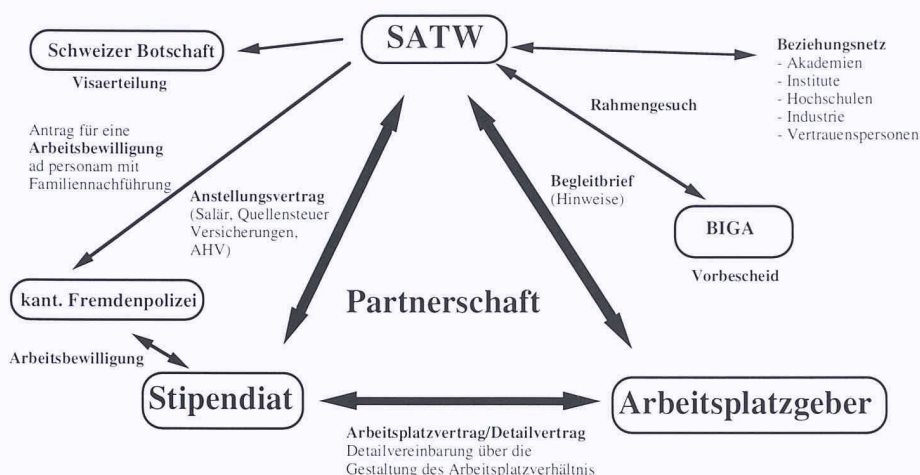 SATW
Schweizer Botschaft
Visaerteilung
Beziehungsnetz
- Akademien
- Institute
- Hochschulen
- Industrie
- Vertrauenspersonen
Rahmengesuch
Antrag für eine
Arbeitsbewilligung
ad personam mit
Familiennachführung
Anstellungsvertrag
(Salär, Quellensteuer
Versicherungen,
AHV)
Begleitbrief
(Hinweise)
BIGA
Vorbescheid
kant. Fremdenpolizei
Partnerschaft
Arbeitsbewilligung
Stipendiat
Arbeitsplatzgeber
Arbeitsplatzvertrag/Detailvertrag
Detailvereinbarung über die
Gestaltung des Arbeitsplatzverhältnis